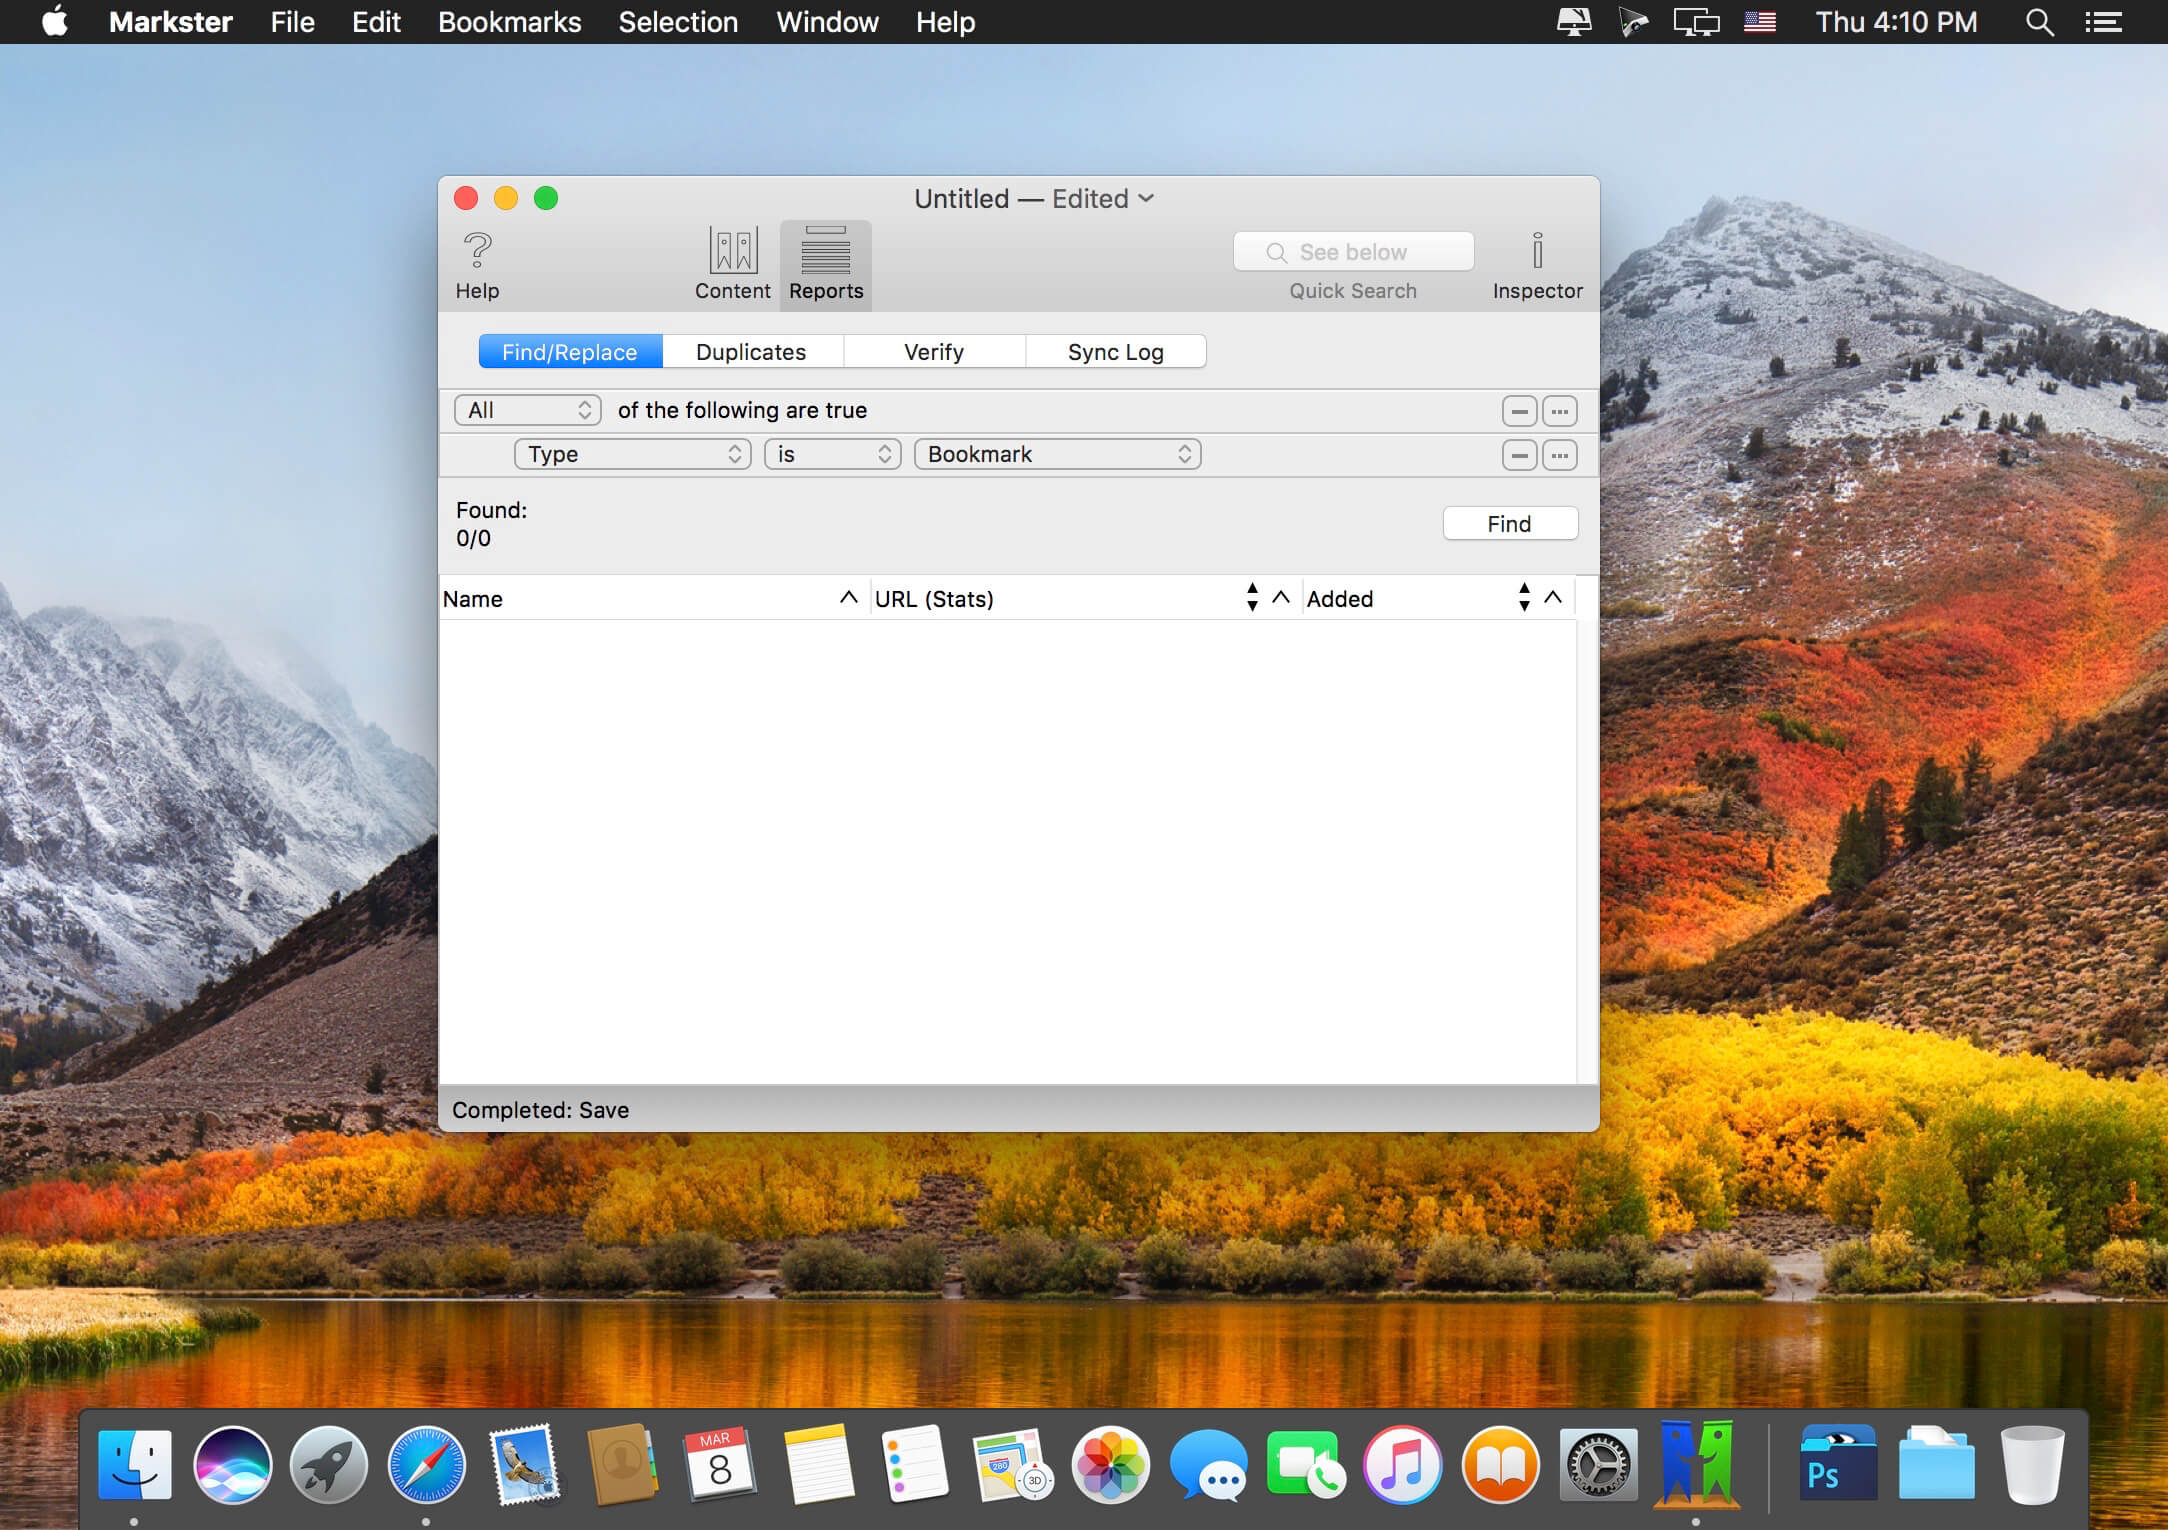 Markster File Edit Bookmarks Selection Window Help Thu 4:10 PM
Untitled — Edited
See below
Help Content Reports Quick Search Inspector
Find/Replace Duplicates Verify Sync Log
All of the following are true
Type is Bookmark
Found:
0/0
Find
Name URL (Stats) Added
Completed: Save
MAR
8
280
3D
Ps